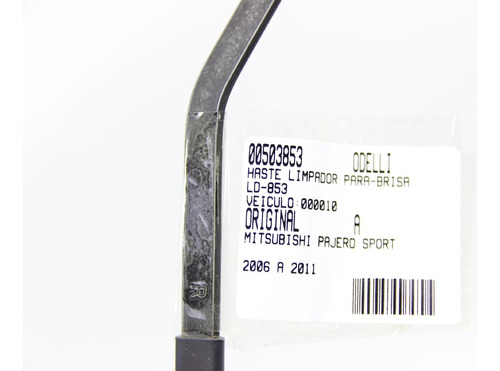 00503853 ODELLI
HASTE LIMPADOR PARA-BRISA
LD-853
VEICULO:000010
ORIGINAL A
MITSUBISHI PAJERO SPORT
2006 A 2011
R